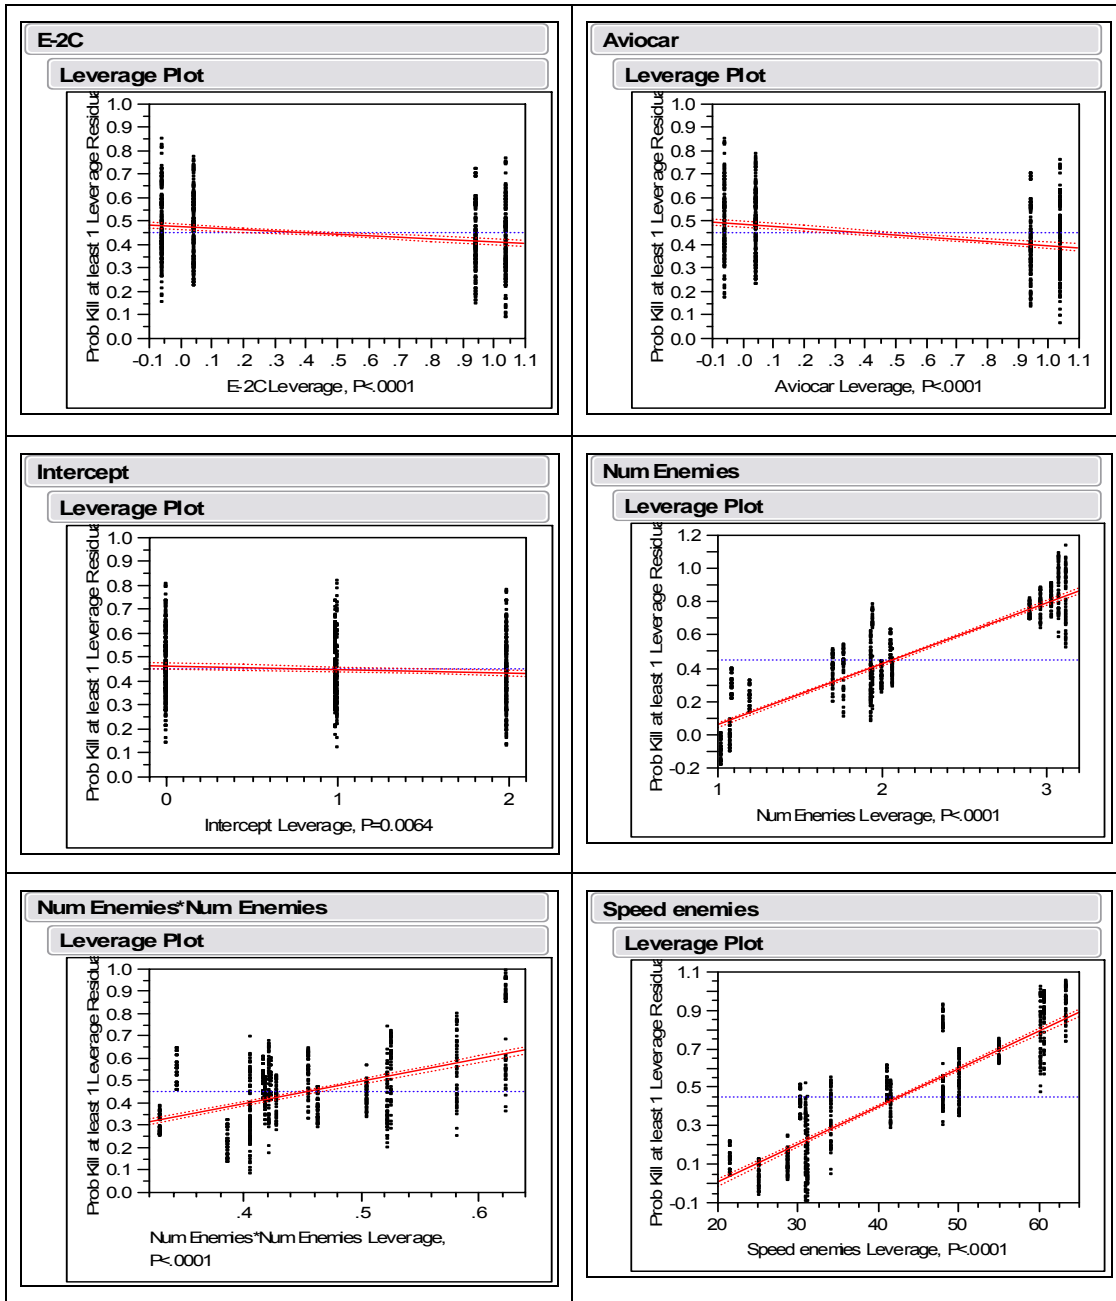 E-2C
Leverage Plot
Prob Kill at least 1 Leverage Residua
1.0
0.9
0.8
0.7
0.6
0.5
0.4
0.3
0.2
0.1
0.0
-0.1 .0 .1 .2 .3 .4 .5 .6 .7 .8 .9 1.0 1.1
E-2C Leverage, P<.0001
Aviocar
Leverage Plot
Prob Kill at least 1 Leverage Residua
1.0
0.9
0.8
0.7
0.6
0.5
0.4
0.3
0.2
0.1
0.0
-0.1 .0 .1 .2 .3 .4 .5 .6 .7 .8 .9 1.0 1.1
Aviocar Leverage, P<.0001
Intercept
Leverage Plot
Prob Kill at least 1 Leverage Residua
1.0
0.9
0.8
0.7
0.6
0.5
0.4
0.3
0.2
0.1
0.0
0 1 2
Intercept Leverage, P=0.0064
Num Enemies
Leverage Plot
Prob Kill at least 1 Leverage Residua
1.2
1.0
0.8
0.6
0.4
0.2
0.0
-0.2
1 2 3
Num Enemies Leverage, P<.0001
Num Enemies*Num Enemies
Leverage Plot
Prob Kill at least 1 Leverage Residua
1.0
0.9
0.8
0.7
0.6
0.5
0.4
0.3
0.2
0.1
0.0
.4 .5 .6
Num Enemies*Num Enemies Leverage,
P<.0001
Speed enemies
Leverage Plot
Prob Kill at least 1 Leverage Residua
1.1
0.9
0.7
0.5
0.3
0.1
-0.1
20 30 40 50 60
Speed enemies Leverage, P<.0001